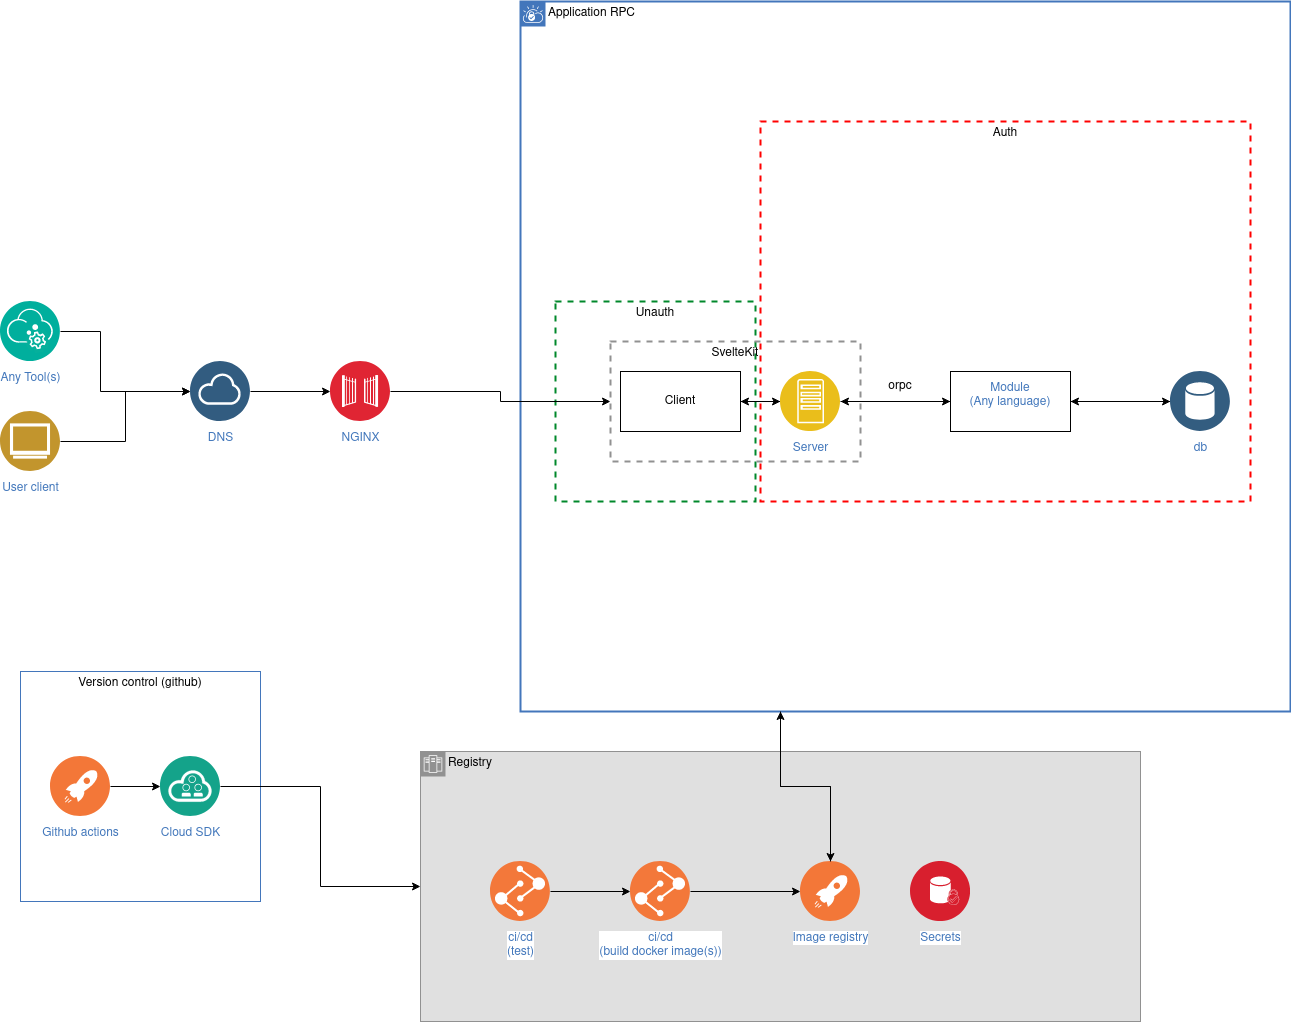 Application RPC
Auth
Unauth
SvelteKit
Any Tool(s)
User client
DNS
NGINX
Client
Server
orpc
Module
(Any language)
db
Version control (github)
Github actions
Cloud SDK
Registry
ci/cd
(test)
ci/cd
(build docker image(s))
Image registry
Secrets